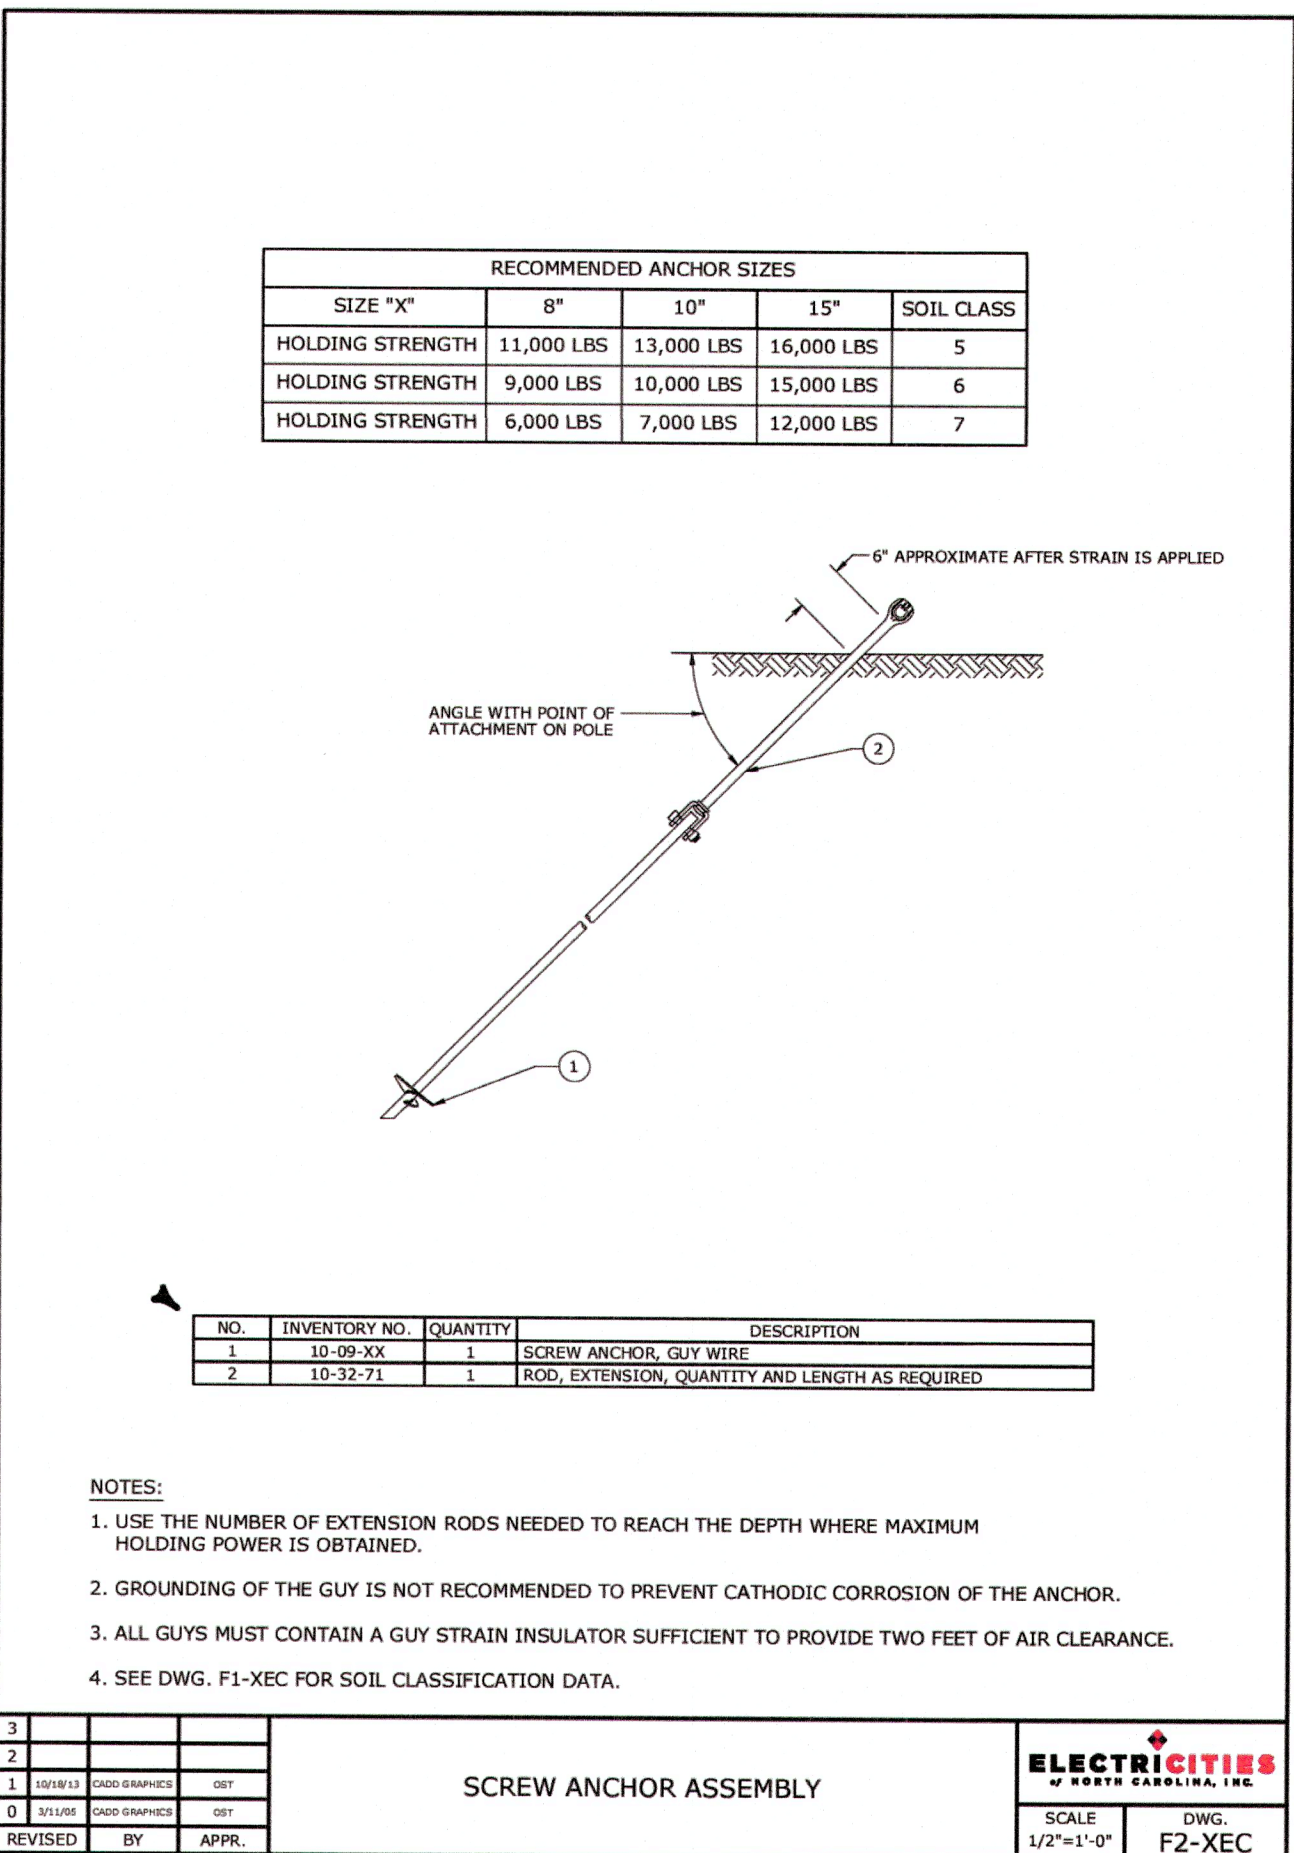 RECOMMENDED ANCHOR SIZES
SIZE "X" 8" 10" 15" SOIL CLASS
HOLDING STRENGTH 11,000 LBS 13,000 LBS 16,000 LBS 5
HOLDING STRENGTH 9,000 LBS 10,000 LBS 15,000 LBS 6
HOLDING STRENGTH 6,000 LBS 7,000 LBS 12,000 LBS 7
6" APPROXIMATE AFTER STRAIN IS APPLIED
ANGLE WITH POINT OF
ATTACHMENT ON POLE
2
1
NO. INVENTORY NO. QUANTITY DESCRIPTION
1 10-09-XX 1 SCREW ANCHOR, GUY WIRE
2 10-32-71 1 ROD, EXTENSION, QUANTITY AND LENGTH AS REQUIRED
NOTES:
1. USE THE NUMBER OF EXTENSION RODS NEEDED TO REACH THE DEPTH WHERE MAXIMUM
HOLDING POWER IS OBTAINED.
2. GROUNDING OF THE GUY IS NOT RECOMMENDED TO PREVENT CATHODIC CORROSION OF THE ANCHOR.
3. ALL GUYS MUST CONTAIN A GUY STRAIN INSULATOR SUFFICIENT TO PROVIDE TWO FEET OF AIR CLEARANCE.
4. SEE DWG. F1-XEC FOR SOIL CLASSIFICATION DATA.
3
2
1 10/18/13 CADD GRAPHICS OST
0 3/11/05 CADD GRAPHICS OST
REVISED BY APPR.
SCREW ANCHOR ASSEMBLY
ELECTRICITIES
of NORTH CAROLINA, INC.
SCALE
1/2"=1'-0"
DWG.
F2-XEC